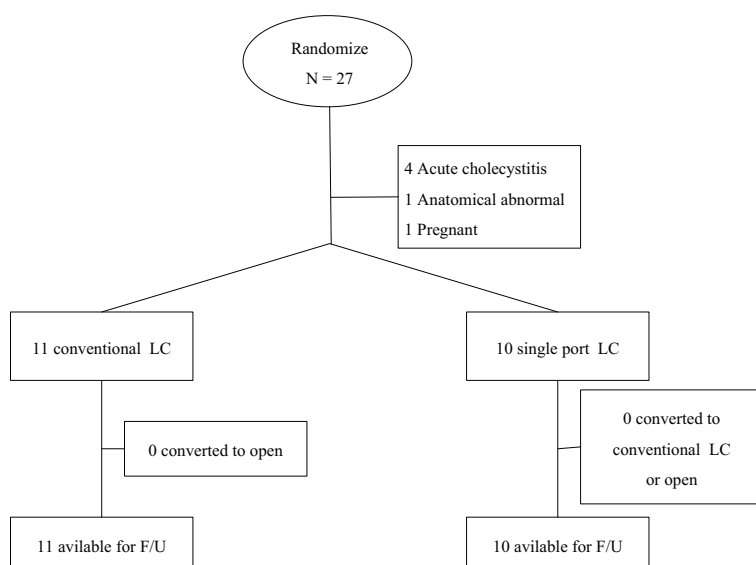 Randomize
N = 27
4 Acute cholecystitis
1 Anatomical abnormal
1 Pregnant
11 conventional LC
10 single port LC
0 converted to open
0 converted to
conventional LC
or open
11 avilable for F/U
10 avilable for F/U